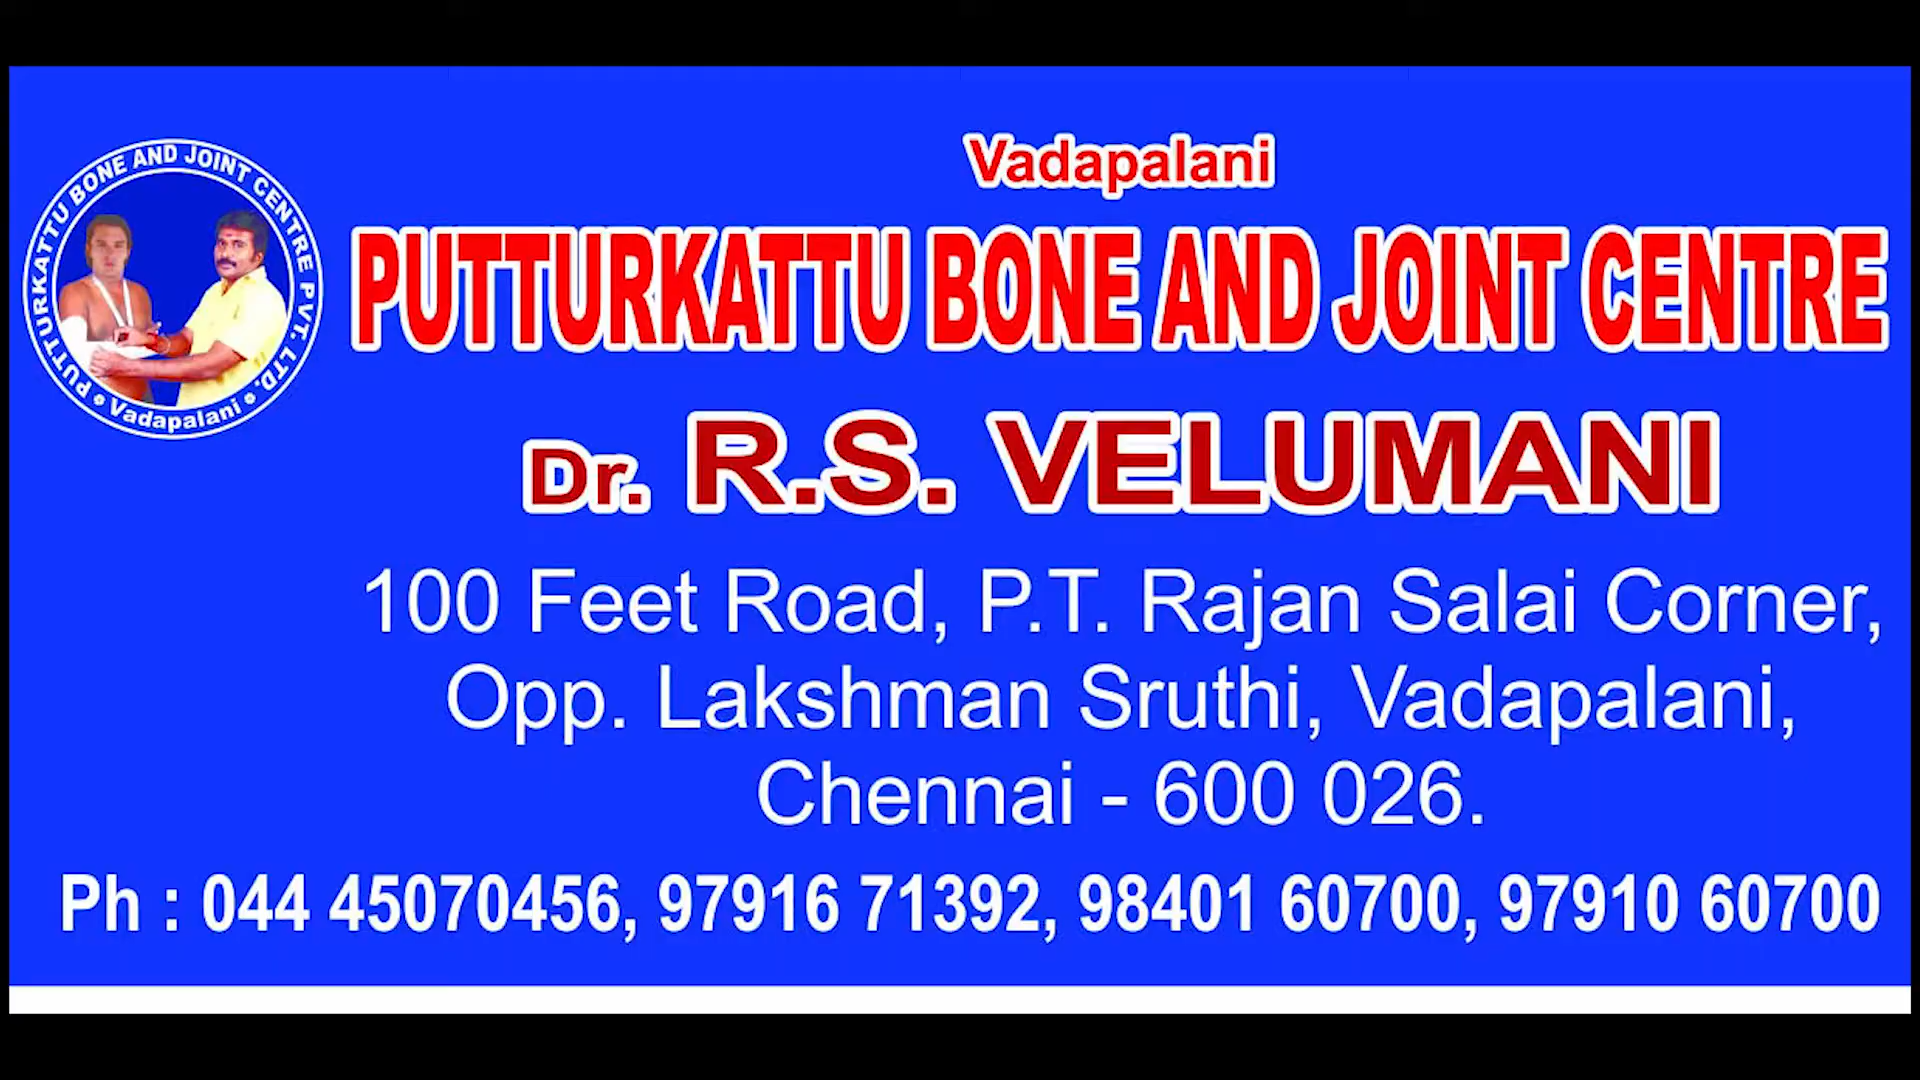 PUTTURKATTU BONE AND JOINT CENTRE PVT. LTD.
Vadapalani
Vadapalani
PUTTURKATTU BONE AND JOINT CENTRE
Dr. R.S. VELUMANI
100 Feet Road, P.T. Rajan Salai Corner,
Opp. Lakshman Sruthi, Vadapalani,
Chennai - 600 026.
Ph : 044 45070456, 97916 71392, 98401 60700, 97910 60700